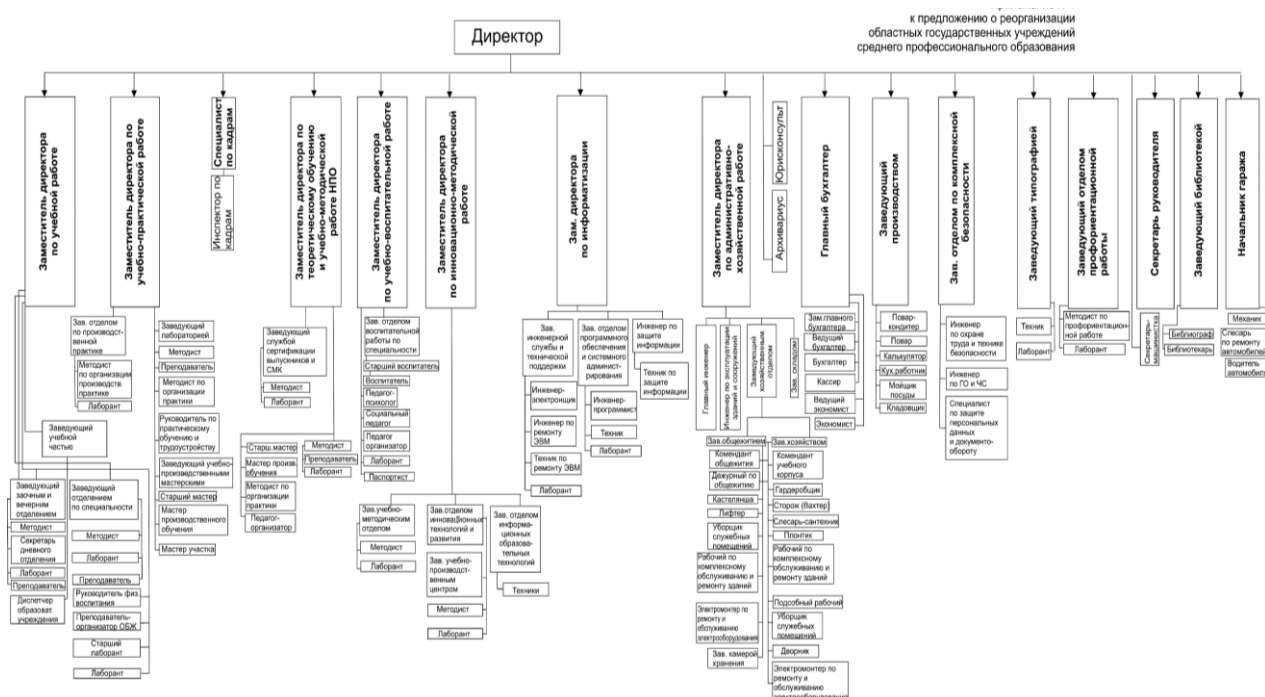 к предложению о реорганизации
областных государственных учреждений
среднего профессионального образования
Директор
Заместитель директора
по учебной работе
Заместитель директора по
учебно-практической работе
Специалист
по кадрам
Инспектор по
кадрам
Заместитель директора по
теоретическому обучению
и учебно-методической
работе НПО
Заместитель директора
по учебно-воспитательной работе
Заместитель директора
по инновационно-методической
работе
Зам. директора
по информатизации
Заместитель директора
по административно-
хозяйственной работе
Юрисконсульт
Архивариус
Главный бухгалтер
Заведующий
производством
Зав. отделом по комплексной
безопасности
Заведующий типографией
Заведующий отделом
профориентационной
работы
Секретарь руководителя
Заведующий библиотекой
Начальник гаража
Заведующий
учебной
частью
Заведующий
заочным и
вечерним
отделением
Методист
Секретарь
дневного
отделения
Лаборант
Преподаватель
Диспетчер
образоват.
учреждения
Заведующий
отделением
по специальности
Методист
Лаборант
Преподаватель
Руководитель физ.
воспитания
Преподаватель-
организатор ОБЖ
Старший
лаборант
Лаборант
Зав. отделом
по производст-
венной
практике
Методист
по организации
производств.
практике
Лаборант
Заведующий
лабораторией
Методист
Преподаватель
Методист по
организации
практики
Руководитель по
практическому
обучению и
трудоустройству
Заведующий учебно-
производственными
мастерскими
Старший мастер
Мастер
производственного
обучения
Мастер участка
Заведующий
службой
сертификации
выпускников и
СМК
Методист
Лаборант
Старш.мастер
Мастер произв.
обучения
Методист по
организации
практики
Педагог-
организатор
Методист
Преподаватель
Лаборант
Зав. отделом
воспитательной
работы по
специальности
Старший воспитатель
Воспитатель
Педагог-
психолог
Социальный
педагог
Педагог
организатор
Лаборант
Паспортист
Зав.учебно-
методическим
отделом
Методист
Лаборант
Зав.отделом
инновационных
технологий и
развития
Зав. учебно-
производст-
венным
центром
Методист
Лаборант
Зав. отделом
информа-
ционных
образова-
тельных
технологий
Техники
Зав.
инженерной
службы и
технической
поддержки
Инженер-
электронщик
Инженер по
ремонту
ЭВМ
Техник по
ремонту ЭВМ
Лаборант
Зав. отделом
программного
обеспечения
и системного
админист-
рирования
Инженер-
программист
Техник
Лаборант
Инженер по
защите
информации
Техник по
защите
информации
Главный инженер
Инженер по эксплуатации
зданий и сооружений
Заведующий
хозяйственным
отделом
Зав. складом
Зав.общежитием
Комендант
общежития
Дежурный по
общежитию
Кастелянша
Лифтер
Уборщик
служебных
помещений
Рабочий по
комплексному
обслуживанию и
ремонту зданий
Электромонтер по
ремонту и
обслуживанию
электрооборудования
Зав. камерой
хранения
Зав.хозяйством
Комендант
учебного
корпуса
Гардеробщик
Сторож (Вахтер)
Слесарь-сантехник
Плонтик
Рабочий по
комплексному
обслуживанию и
ремонту зданий
Подсобный рабочий
Уборщик
служебных
помещений
Дворник
Электромонтер по
ремонту и
обслуживанию
Зам.главного
бухгалтера
Ведущий
бухгалтер
Бухгалтер
Кассир
Ведущий
экономист
Экономист
Повар-
кондитер
Повар
Калькулятор
Кух.работник
Мойщик
посуды
Кладовщик
Инженер
по охране
труда и технике
безопасности
Инженер
по ГО и ЧС
Специалист
по защите
персональных
данных
и документо-
обороту
Техник
Лаборант
Методист по
профориентацион-
ной работе
Лаборант
Секретарь-
машинистка
Библиограф
Библиотекарь
Механик
Слесарь
по ремонту
автомобилей
Водитель
автомобиля